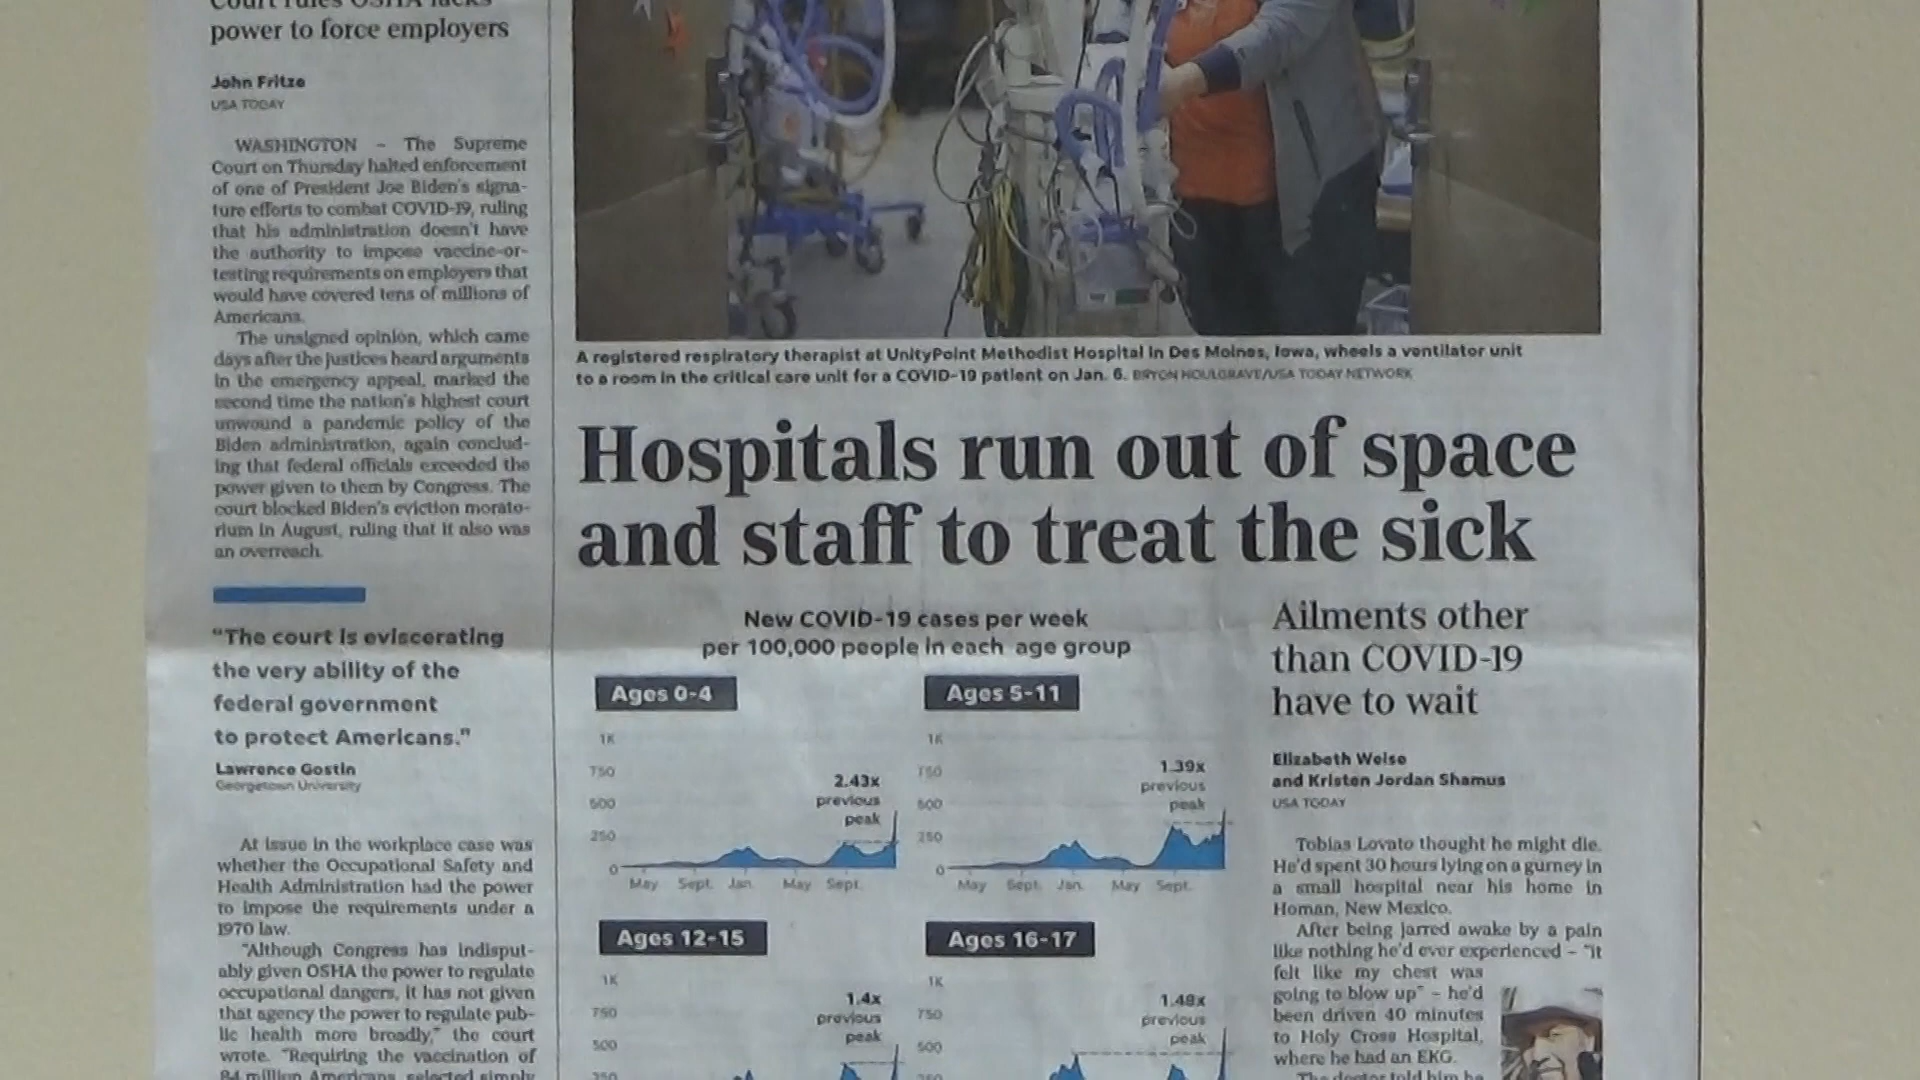 Court rules OSHA lacks
power to force employers
John Fritze
USA TODAY
WASHINGTON – The Supreme
Court on Thursday halted enforcement
of one of President Joe Biden's signa-
ture efforts to combat COVID-19, ruling
that his administration doesn't have
the authority to impose vaccine-or-
testing requirements on employers that
would have covered tens of millions of
Americans.
The unsigned opinion, which came
days after the justices heard arguments
in the emergency appeal, marked the
second time the nation's highest court
unwound a pandemic policy of the
Biden administration, again conclud-
ing that federal officials exceeded the
power given to them by Congress. The
court blocked Biden's eviction morato-
rium in August, ruling that it also was
an overreach.
"The court is eviscerating
the very ability of the
federal government
to protect Americans."
Lawrence Gostin
Georgetown University
At issue in the workplace case was
whether the Occupational Safety and
Health Administration had the power
to impose the requirements under a
1970 law.
"Although Congress has indisput-
ably given OSHA the power to regulate
occupational dangers, it has not given
that agency the power to regulate pub-
lic health more broadly," the court
wrote. "Requiring the vaccination of
84 million Americans, selected simply
A registered respiratory therapist at UnityPoint Methodist Hospital in Des Moines, Iowa, wheels a ventilator unit
to a room in the critical care unit for a COVID-19 patient on Jan. 6. BRYON HOULGRAVE/USA TODAY NETWORK
Hospitals run out of space
and staff to treat the sick
New COVID-19 cases per week
per 100,000 people in each age group
Ages 0-4
1K
750
500
250
0
2.43x
previous
peak
May Sept. Jan. May Sept.
Ages 5-11
1K
750
500
250
0
1.39x
previous
peak
May Sept. Jan. May Sept.
Ages 12-15
1K
750
500
250
1.4x
previous
peak
Ages 16-17
1K
750
500
250
1.48x
previous
peak
Ailments other
than COVID-19
have to wait
Elizabeth Weise
and Kristen Jordan Shamus
USA TODAY
Tobias Lovato thought he might die.
He'd spent 30 hours lying on a gurney in
a small hospital near his home in
Homan, New Mexico.
After being jarred awake by a pain
like nothing he'd ever experienced – "it
felt like my chest was
going to blow up" – he'd
been driven 40 minutes
to Holy Cross Hospital,
where he had an EKG.
The doctor told him he